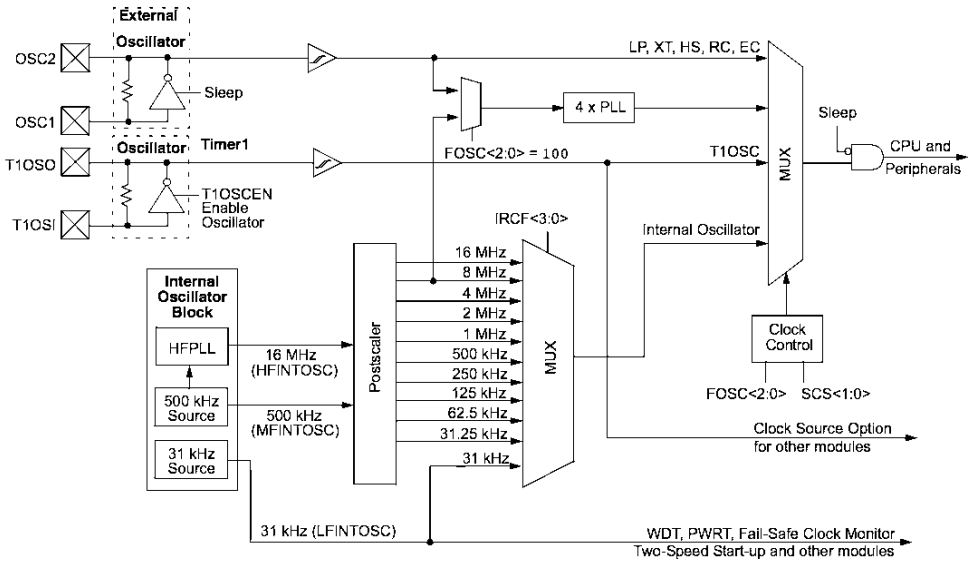 External
Oscillator
OSC2
Sleep
OSC1
LP, XT, HS, RC, EC
4 x PLL
FOSC<2:0> = 100
Sleep
MUX
CPU and
Peripherals
Oscillator
Timer1
T1OSO
T1OSC
T1OSCEN
Enable
Oscillator
T1OSI
IRCF<3:0>
Internal Oscillator
Internal
Oscillator
Block
HFPLL
500 kHz
Source
31 kHz
Source
16 MHz
(HFINTOSC)
500 kHz
(MFINTOSC)
31 kHz (LFINTOSC)
Postscaler
16 MHz
8 MHz
4 MHz
2 MHz
1 MHz
500 kHz
250 kHz
125 kHz
62.5 kHz
31.25 kHz
31 kHz
MUX
Clock
Control
FOSC<2:0>
SCS<1:0>
Clock Source Option
for other modules
WDT, PWRT, Fail-Safe Clock Monitor
Two-Speed Start-up and other modules